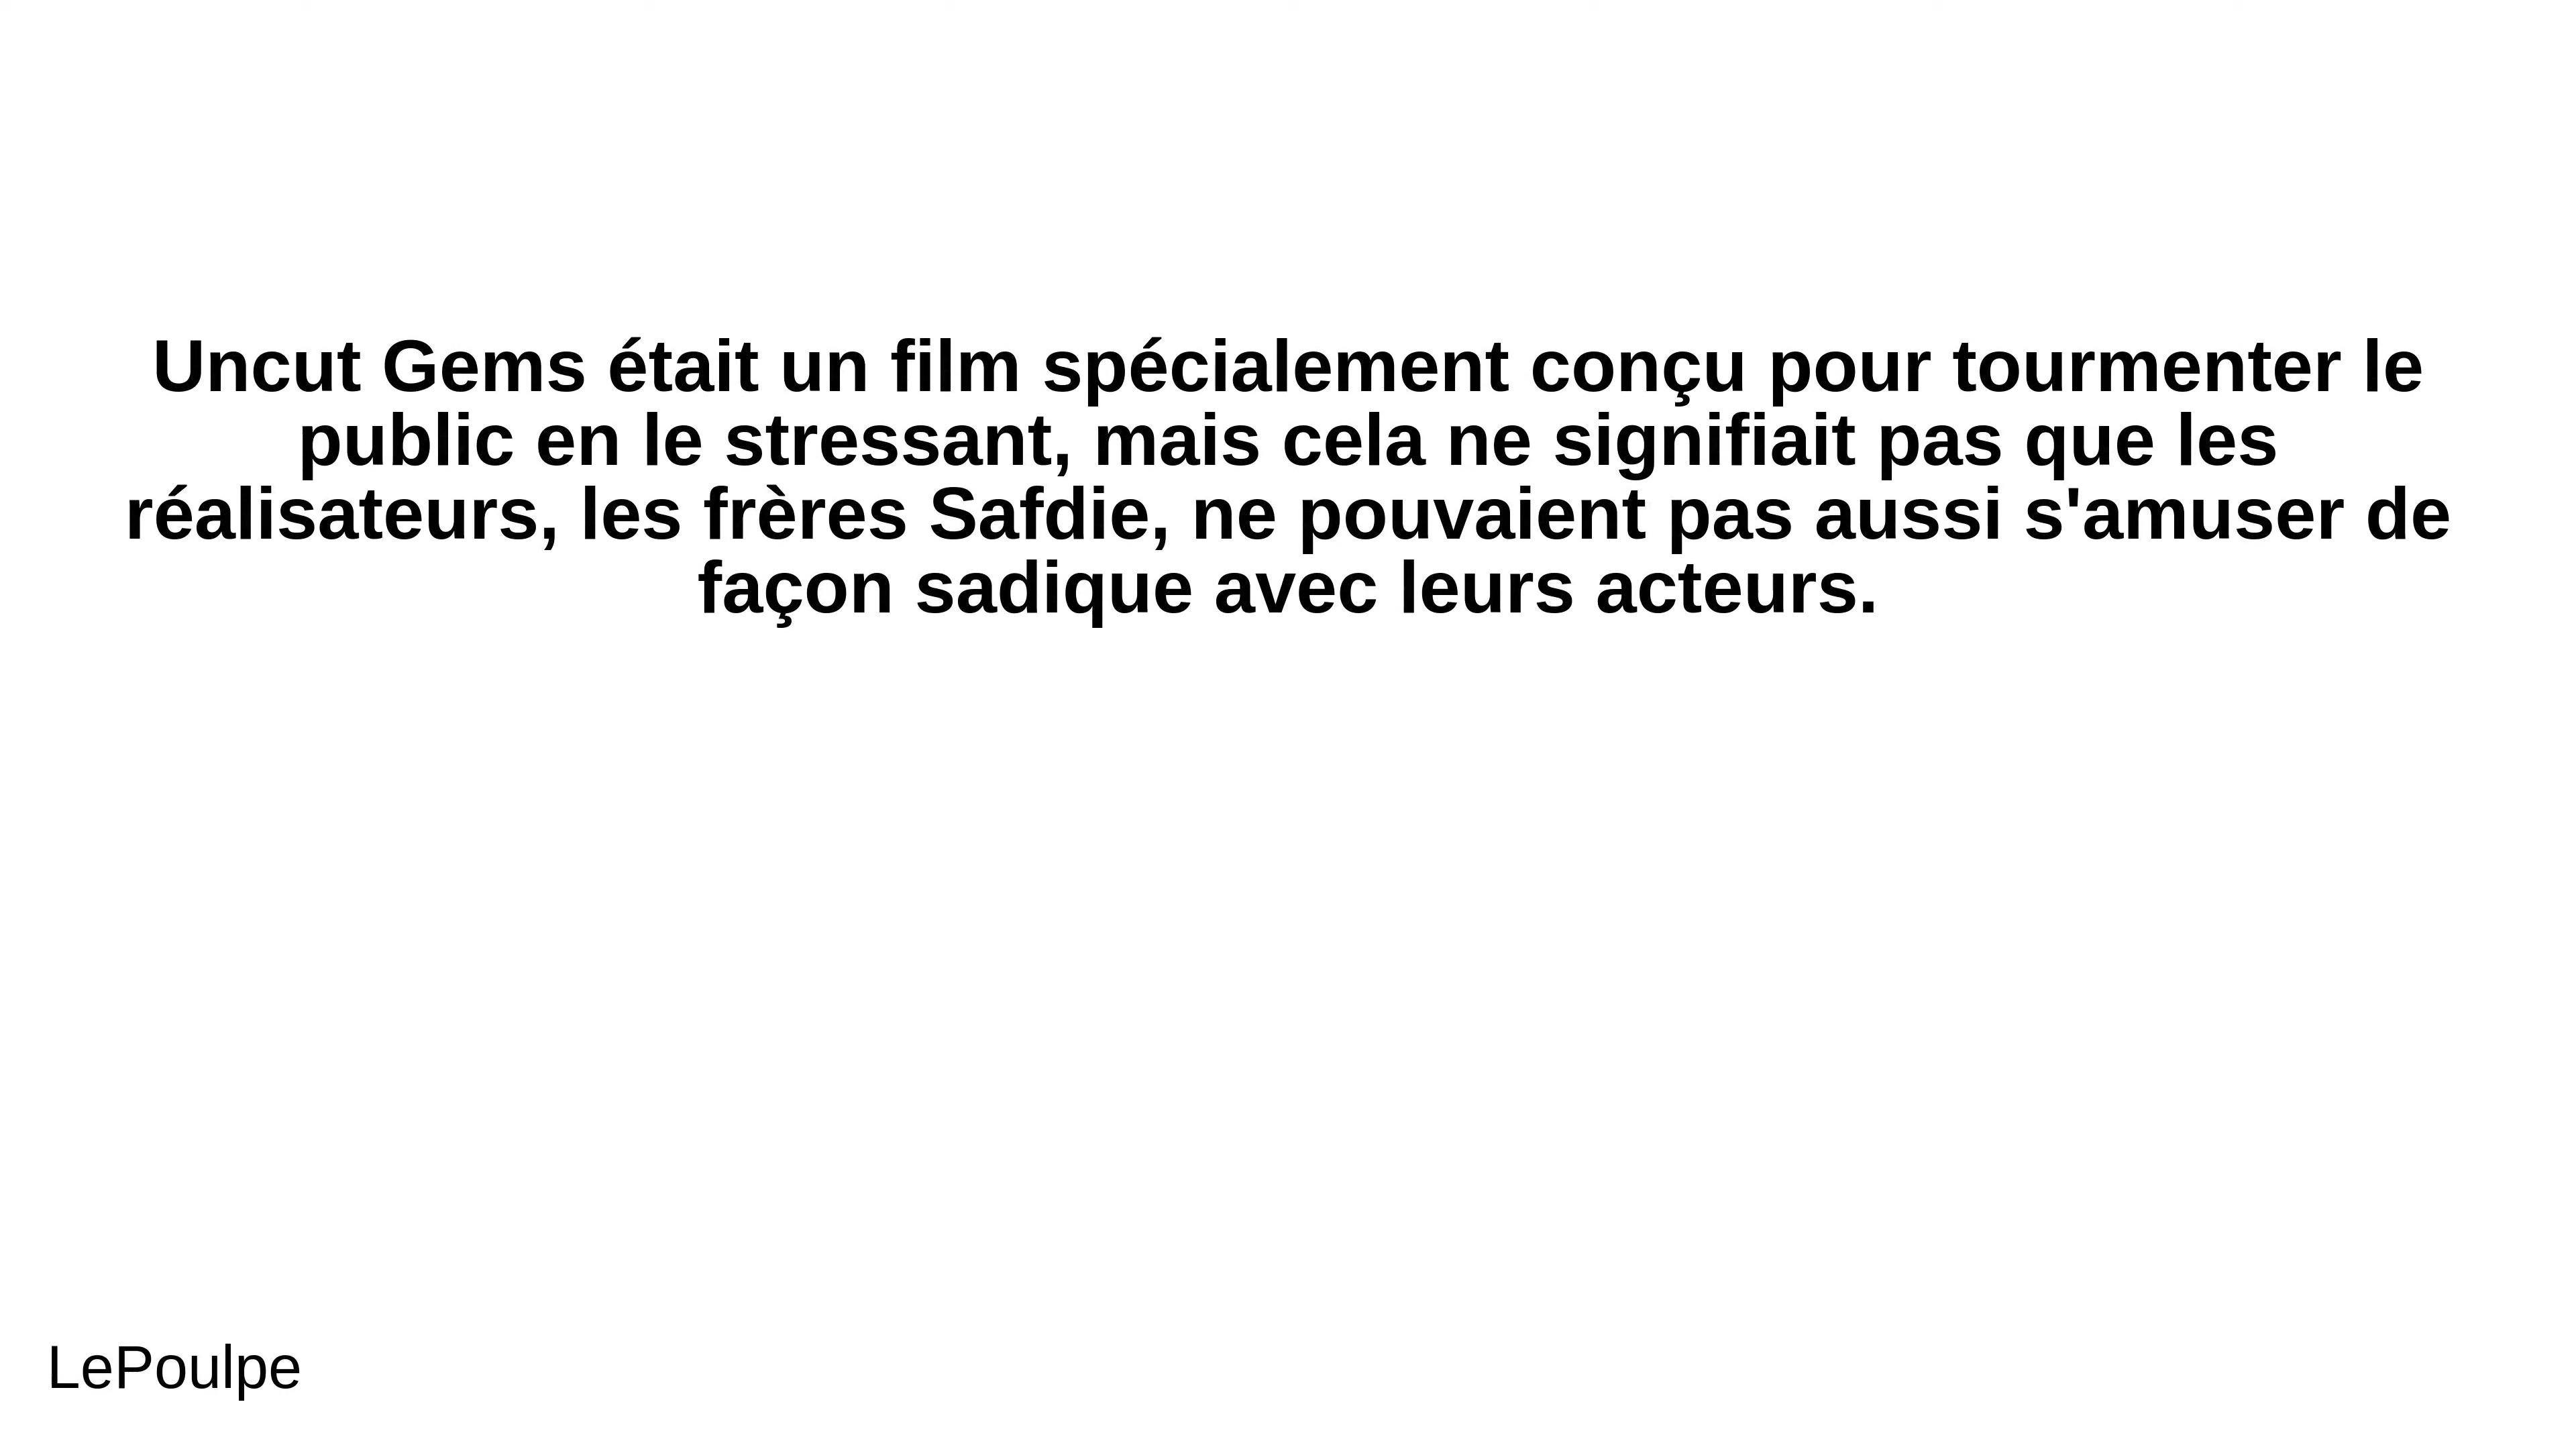 Uncut Gems était un film spécialement conçu pour tourmenter le
public en le stressant, mais cela ne signifiait pas que les
réalisateurs, les frères Safdie, ne pouvaient pas aussi s'amuser de
façon sadique avec leurs acteurs.
LePoulpe